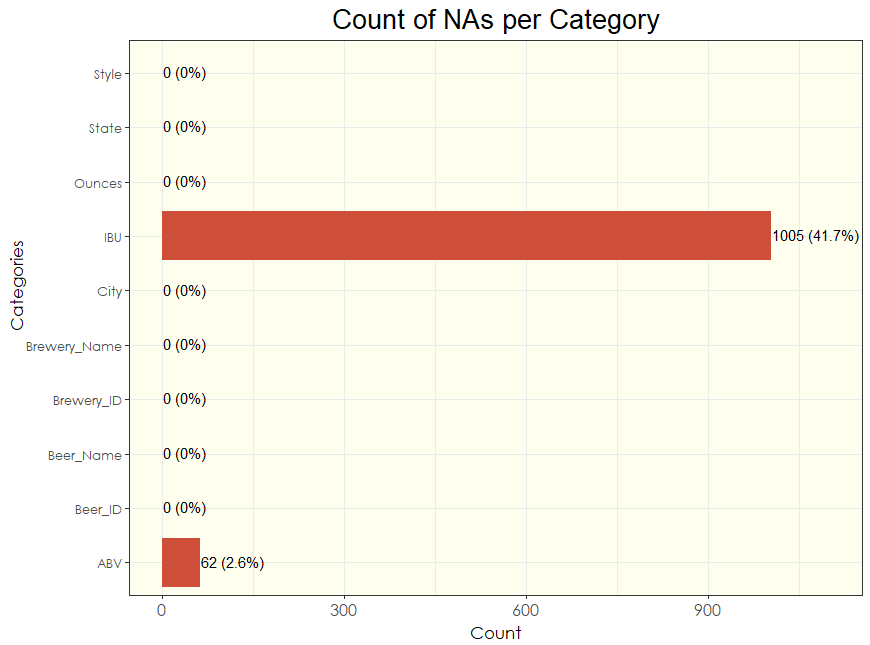 Count of NAs per Category
Style 0 (0%)
State 0 (0%)
Ounces 0 (0%)
IBU 1005 (41.7%)
City 0 (0%)
Brewery_Name 0 (0%)
Brewery_ID 0 (0%)
Beer_Name 0 (0%)
Beer_ID 0 (0%)
ABV 62 (2.6%)
0 300 600 900
Count
Categories